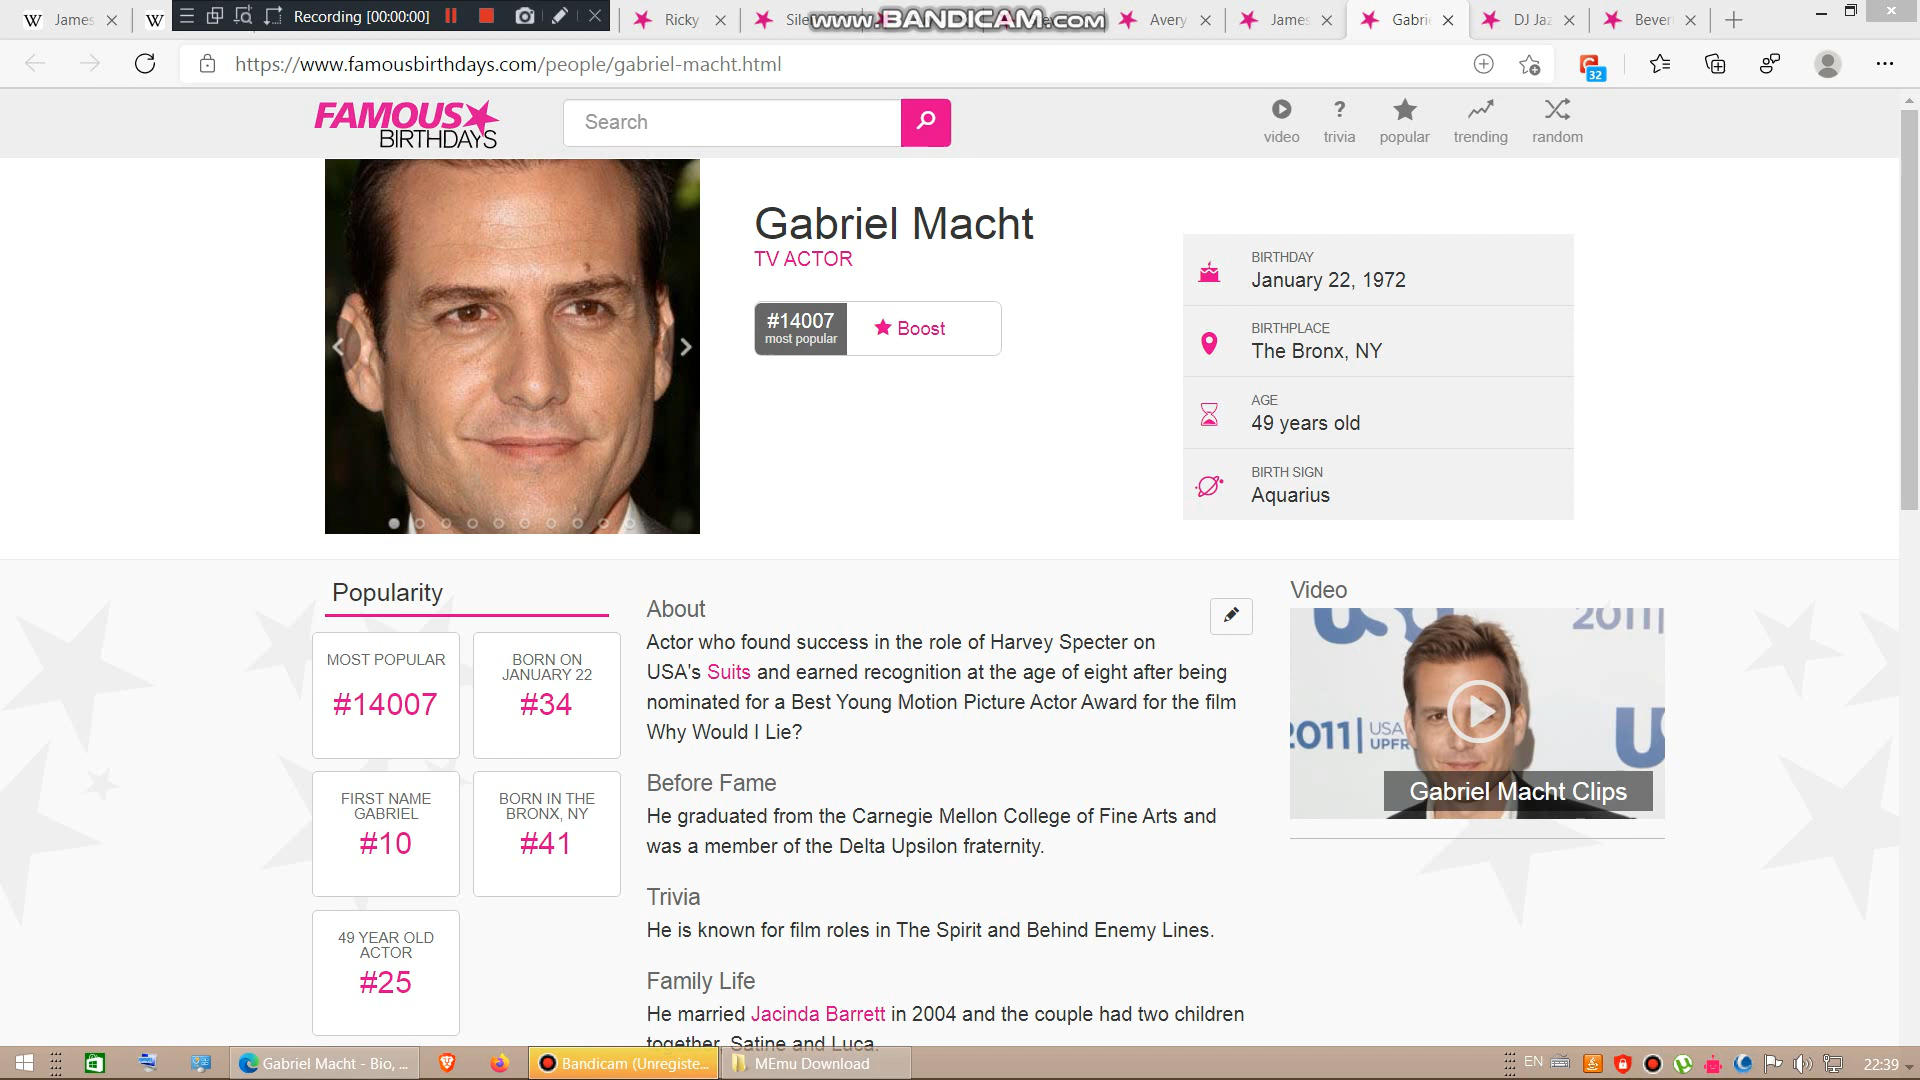 James
Recording [00:00:00]
Ricky
Sile
www.BANDICAM.com
Avery
James
Gabri
DJ Jaz
Bever
https://www.famousbirthdays.com/people/gabriel-macht.html
32
FAMOUS
BIRTHDAYS
Search
video
trivia
popular
trending
random
Gabriel Macht
TV ACTOR
#14007
most popular
Boost
BIRTHDAY
January 22, 1972
BIRTHPLACE
The Bronx, NY
AGE
49 years old
BIRTH SIGN
Aquarius
Popularity
MOST POPULAR
#14007
BORN ON
JANUARY 22
#34
FIRST NAME
GABRIEL
#10
BORN IN THE
BRONX, NY
#41
49 YEAR OLD
ACTOR
#25
About
Actor who found success in the role of Harvey Specter on
USA's Suits and earned recognition at the age of eight after being
nominated for a Best Young Motion Picture Actor Award for the film
Why Would I Lie?
Before Fame
He graduated from the Carnegie Mellon College of Fine Arts and
was a member of the Delta Upsilon fraternity.
Trivia
He is known for film roles in The Spirit and Behind Enemy Lines.
Family Life
He married Jacinda Barrett in 2004 and the couple had two children
together, Satine and Luca.
Video
2011
2011 USA
UPFR
Gabriel Macht Clips
Gabriel Macht - Bio, ...
Bandicam (Unregiste...
MEmu Download
EN
22:39